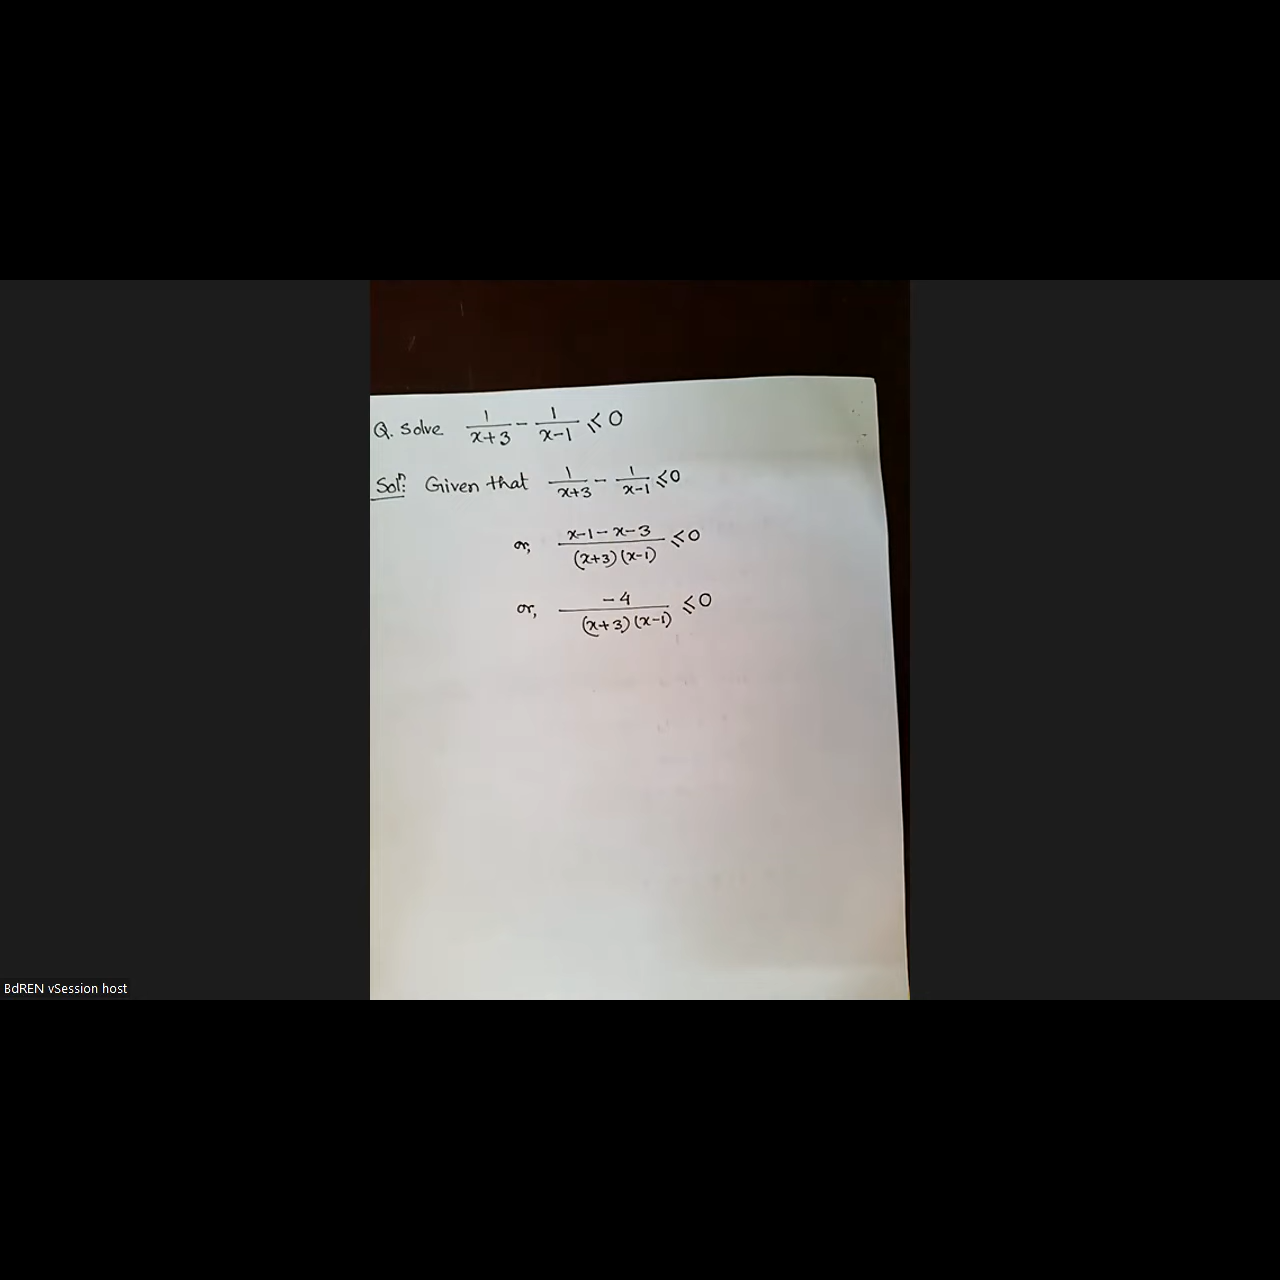 Q. Solve 1/(x+3) - 1/(x-1) ⩽ 0
Solⁿ: Given that 1/(x+3) - 1/(x-1) ⩽ 0
or, (x-1-x-3)/((x+3)(x-1)) ⩽ 0
or, -4/((x+3)(x-1)) ⩽ 0
BdREN vSession host